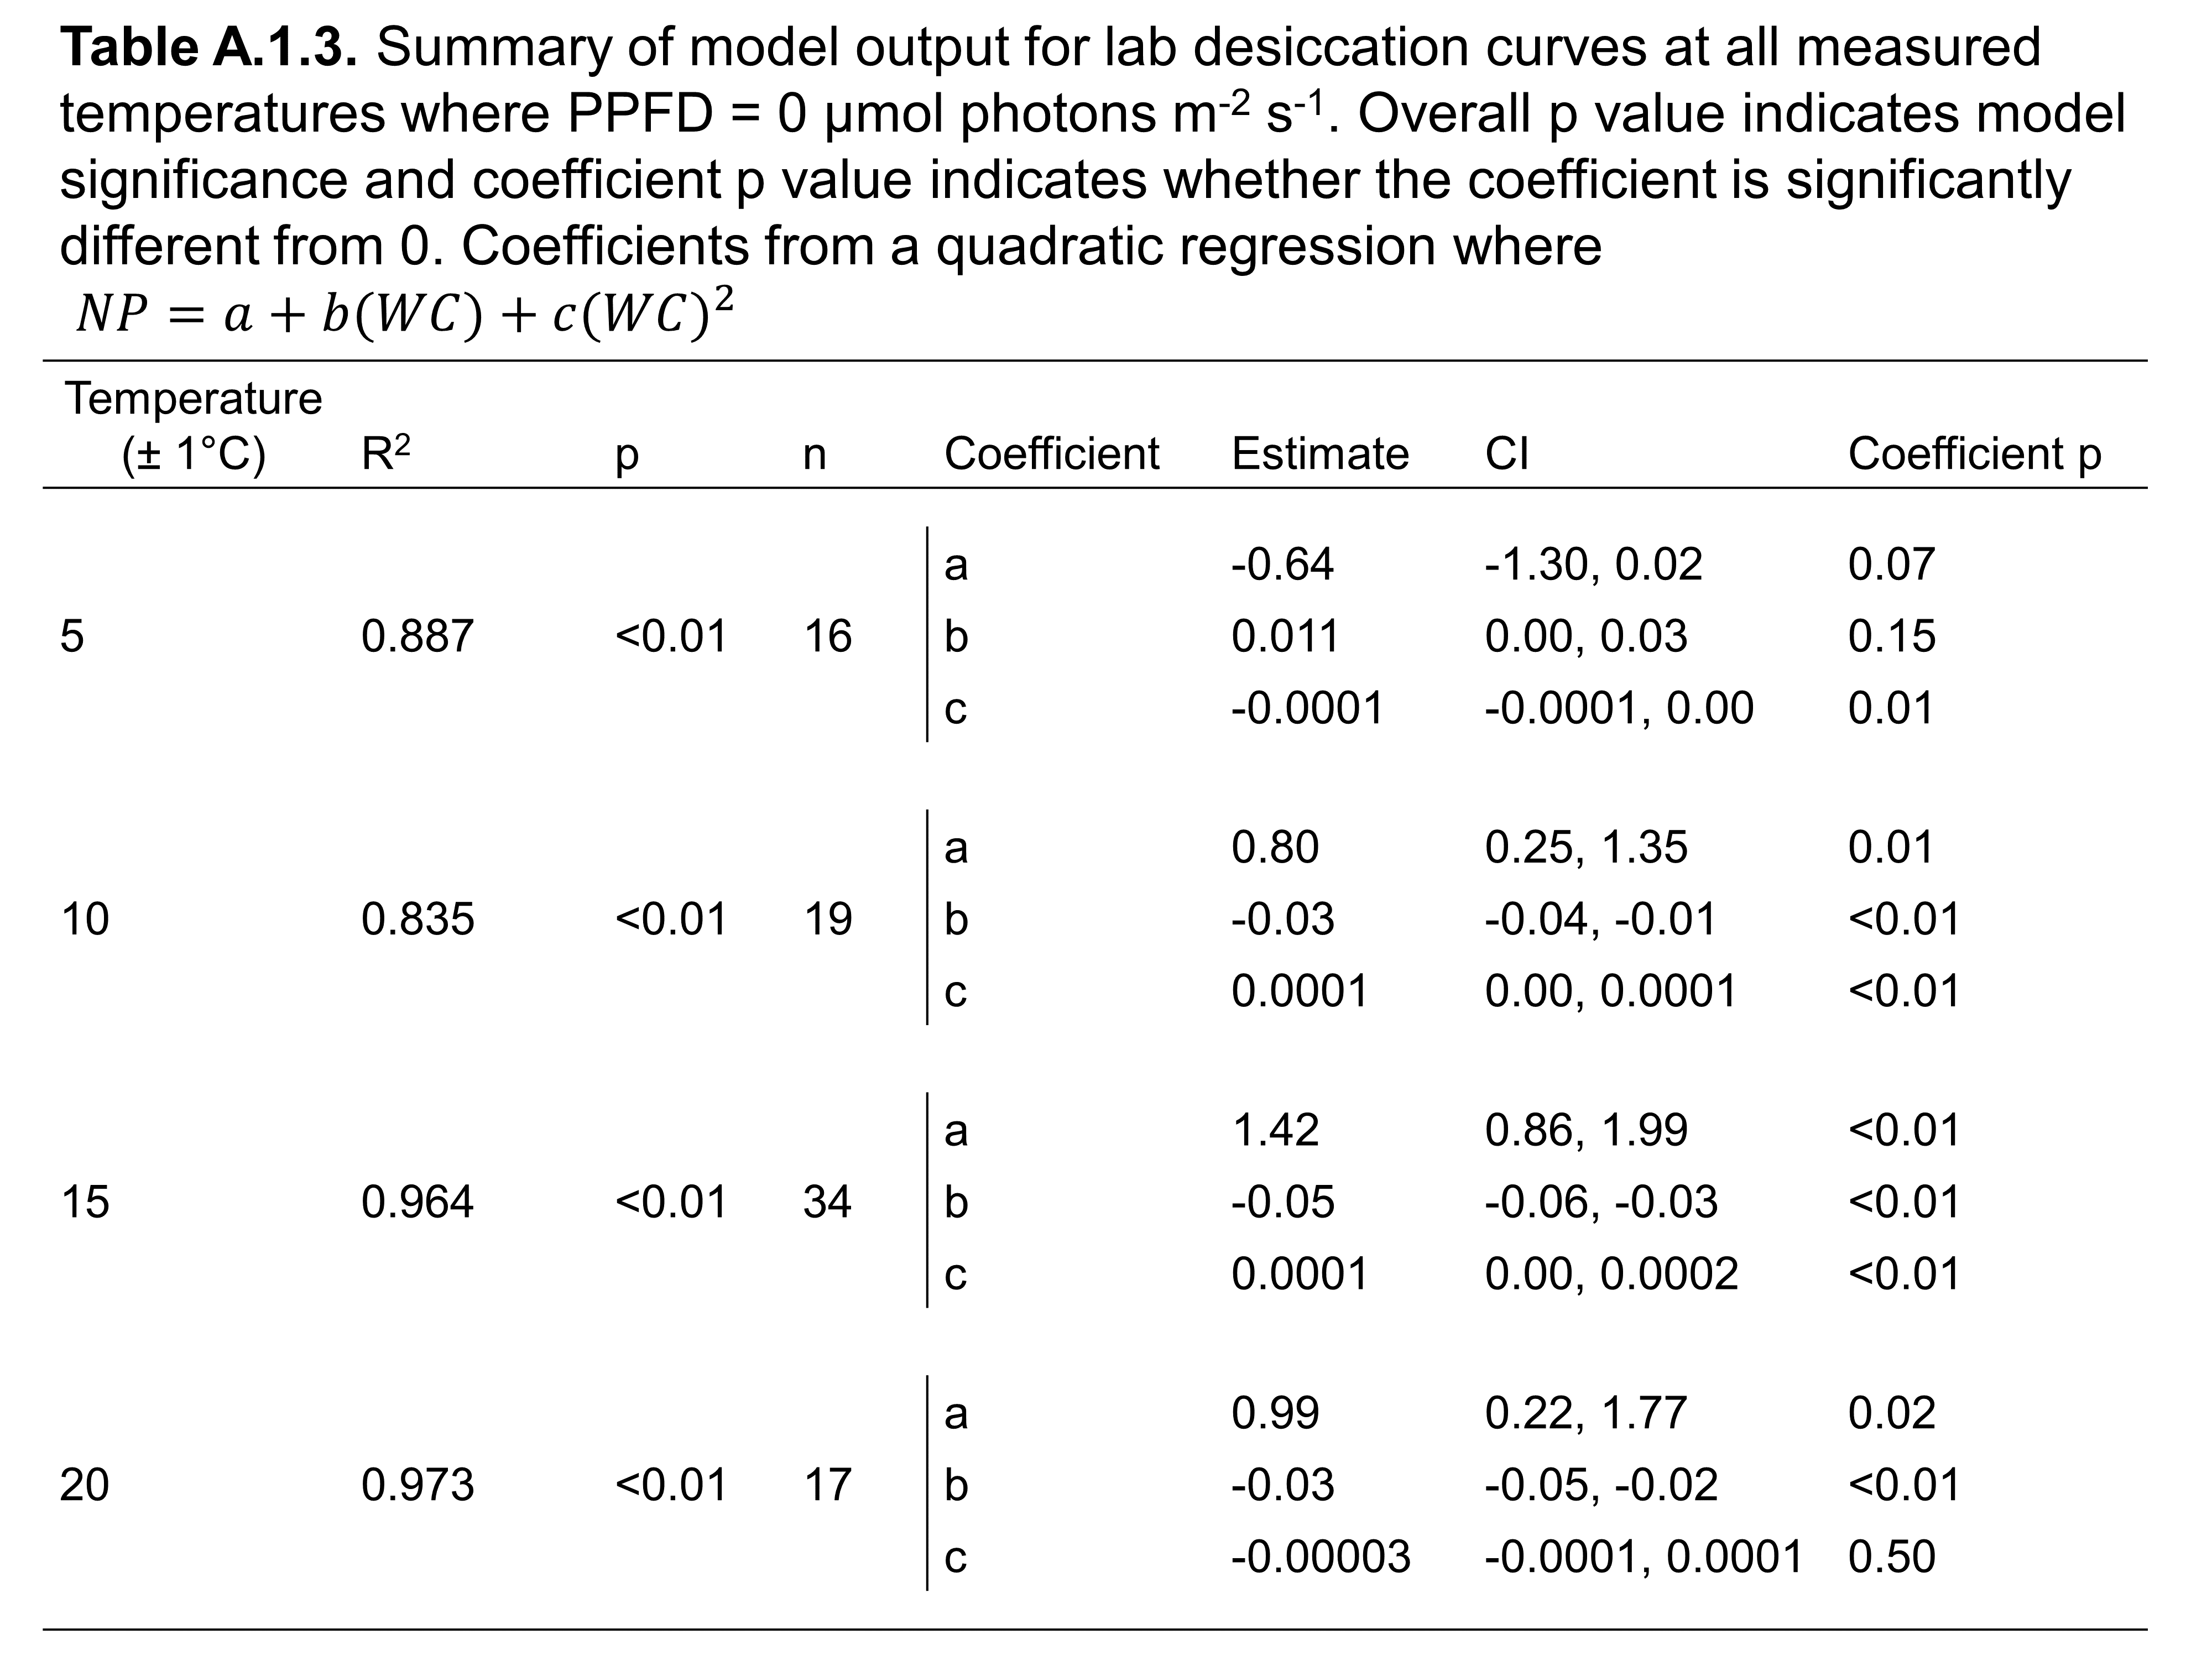 Table A.1.3. Summary of model output for lab desiccation curves at all measured
temperatures where PPFD = 0 µmol photons m⁻² s⁻¹. Overall p value indicates model
significance and coefficient p value indicates whether the coefficient is significantly
different from 0. Coefficients from a quadratic regression where
NP = a + b(WC) + c(WC)²
Temperature
(± 1°C) R² p n Coefficient Estimate CI Coefficient p
a -0.64 -1.30, 0.02 0.07
5 0.887 <0.01 16 b 0.011 0.00, 0.03 0.15
c -0.0001 -0.0001, 0.00 0.01
a 0.80 0.25, 1.35 0.01
10 0.835 <0.01 19 b -0.03 -0.04, -0.01 <0.01
c 0.0001 0.00, 0.0001 <0.01
a 1.42 0.86, 1.99 <0.01
15 0.964 <0.01 34 b -0.05 -0.06, -0.03 <0.01
c 0.0001 0.00, 0.0002 <0.01
a 0.99 0.22, 1.77 0.02
20 0.973 <0.01 17 b -0.03 -0.05, -0.02 <0.01
c -0.00003 -0.0001, 0.0001 0.50